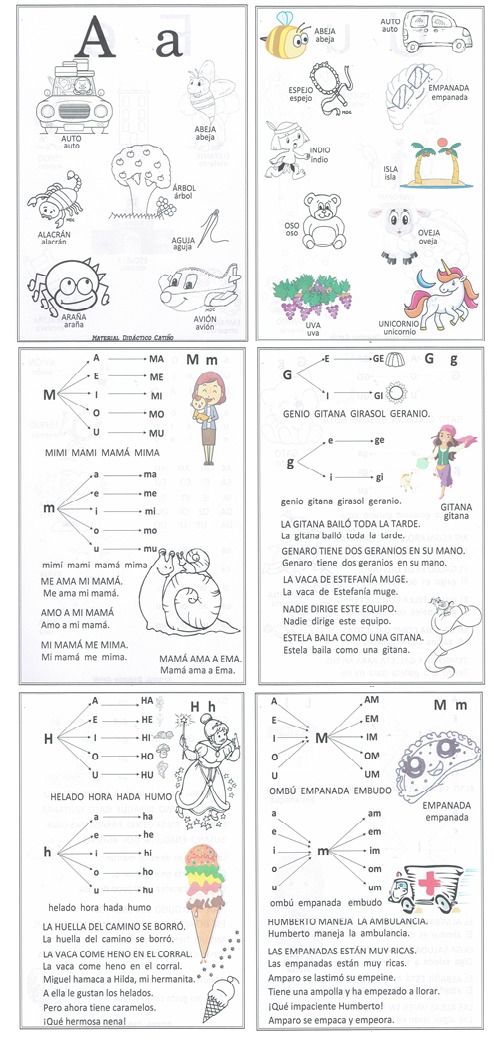 A a
AUTO
auto
ABEJA
abeja
ÁRBOL
árbol
ALACRÁN
alacrán
AGUJA
aguja
ARAÑA
araña
AVIÓN
avión
MATERIAL DIDÁCTICO CATIÑO
ABEJA
abeja
AUTO
auto
ESPEJO
espejo
EMPANADA
empanada
INDIO
indio
ISLA
isla
OSO
oso
OVEJA
oveja
UVA
uva
UNICORNIO
unicornio
M m
A MA
E ME
M I MI
O MO
U MU
MIMI MAMI MAMÁ MIMA
a ma
e me
m i mi
o mo
u mu
mimí mami mamá mima
ME AMA MI MAMÁ.
Me ama mi mamá.
AMO A MI MAMÁ
Amo a mi mamá.
MI MAMÁ ME MIMA.
Mi mamá me mima.
MAMÁ AMA A EMA.
Mamá ama a Ema.
G g
E GE
G
I GI
GENIO GITANA GIRASOL GERANIO.
e ge
g
i gi
genio gitana girasol geranio.
GITANA
gitana
LA GITANA BAILÓ TODA LA TARDE.
La gitana bailó toda la tarde.
GENARO TIENE DOS GERANIOS EN SU MANO.
Genaro tiene dos geranios en su mano.
LA VACA DE ESTEFANÍA MUGE.
La vaca de Estefanía muge.
NADIE DIRIGE ESTE EQUIPO.
Nadie dirige este equipo.
ESTELA BAILA COMO UNA GITANA.
Estela baila como una gitana.
H h
A HA
E HE
H I HI
O HO
U HU
HELADO HORA HADA HUMO
a ha
e he
h i hi
o ho
u hu
helado hora hada humo
LA HUELLA DEL CAMINO SE BORRÓ.
La huella del camino se borró.
LA VACA COME HENO EN EL CORRAL.
La vaca come heno en el corral.
Miguel hamaca a Hilda, mi hermanita.
A ella le gustan los helados.
Pero ahora tiene caramelos.
¡Qué hermosa nena!
M m
A AM
E EM
I M IM
O OM
U UM
OMBÚ EMPANADA EMBUDO
EMPANADA
empanada
a am
e em
i m im
o om
u um
ombú empanada embudo
HUMBERTO MANEJA LA AMBULANCIA.
Humberto maneja la ambulancia.
LAS EMPANADAS ESTÁN MUY RICAS.
Las empanadas están muy ricas.
Amparo se lastimó su empeine.
Tiene una ampolla y ha empezado a llorar.
¡Qué impaciente Humberto!
Amparo se empaca y empeora.